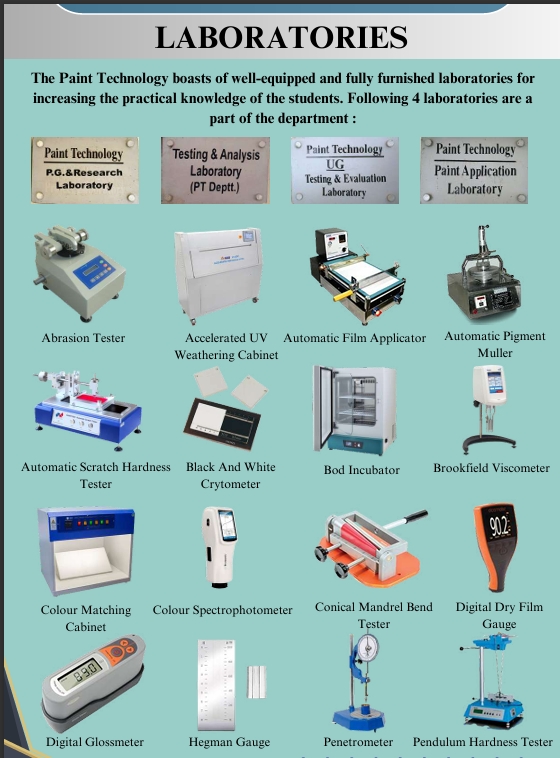 LABORATORIES
The Paint Technology boasts of well-equipped and fully furnished laboratories for
increasing the practical knowledge of the students. Following 4 laboratories are a
part of the department :
Paint Technology
P.G.&Research
Laboratory
Testing & Analysis
Laboratory
(PT Deptt.)
Paint Technology
UG
Testing & Evaluation
Laboratory
Paint Technology
Paint Application
Laboratory
Abrasion Tester
Accelerated UV
Weathering Cabinet
Automatic Film Applicator
Automatic Pigment
Muller
Automatic Scratch Hardness
Tester
Black And White
Crytometer
Bod Incubator
Brookfield Viscometer
90.2
Colour Matching
Cabinet
Colour Spectrophotometer
Conical Mandrel Bend
Tester
Digital Dry Film
Gauge
Digital Glossmeter
Hegman Gauge
Penetrometer
Pendulum Hardness Tester